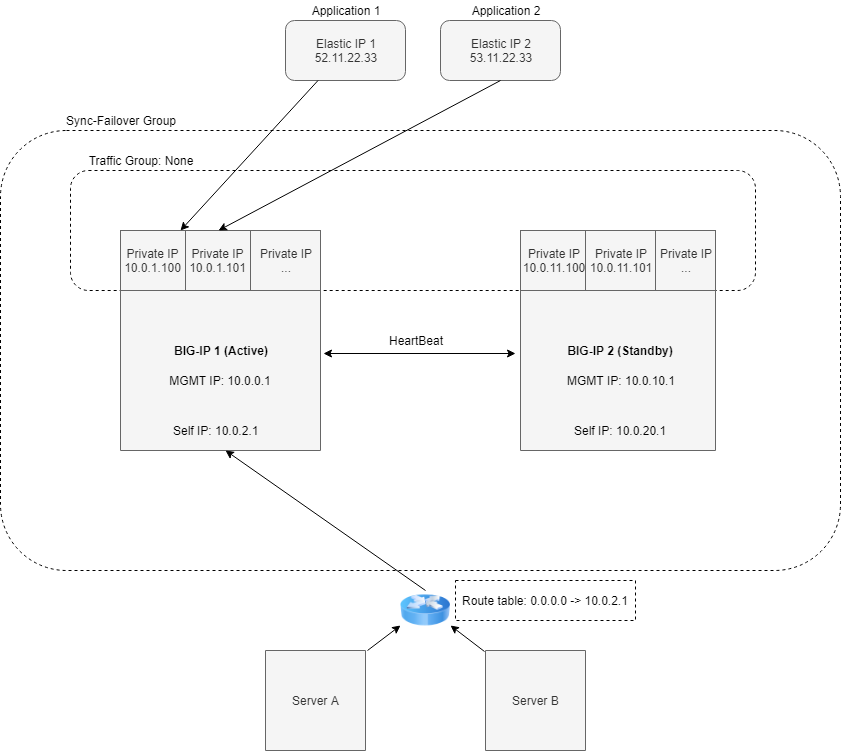 Application 1
Application 2
Elastic IP 1
52.11.22.33
Elastic IP 2
53.11.22.33
Sync-Failover Group
Traffic Group: None
Private IP
10.0.1.100
Private IP
10.0.1.101
Private IP
...
Private IP
10.0.11.100
Private IP
10.0.11.101
Private IP
...
BIG-IP 1 (Active)
MGMT IP: 10.0.0.1
Self IP: 10.0.2.1
HeartBeat
BIG-IP 2 (Standby)
MGMT IP: 10.0.10.1
Self IP: 10.0.20.1
Route table: 0.0.0.0 -> 10.0.2.1
Server A
Server B